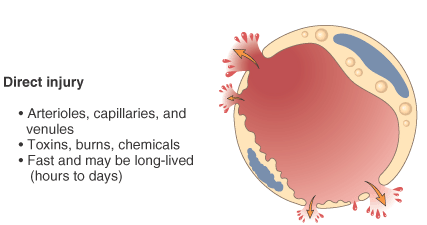 Direct injury
• Arterioles, capillaries, and
venules
• Toxins, burns, chemicals
• Fast and may be long-lived
(hours to days)